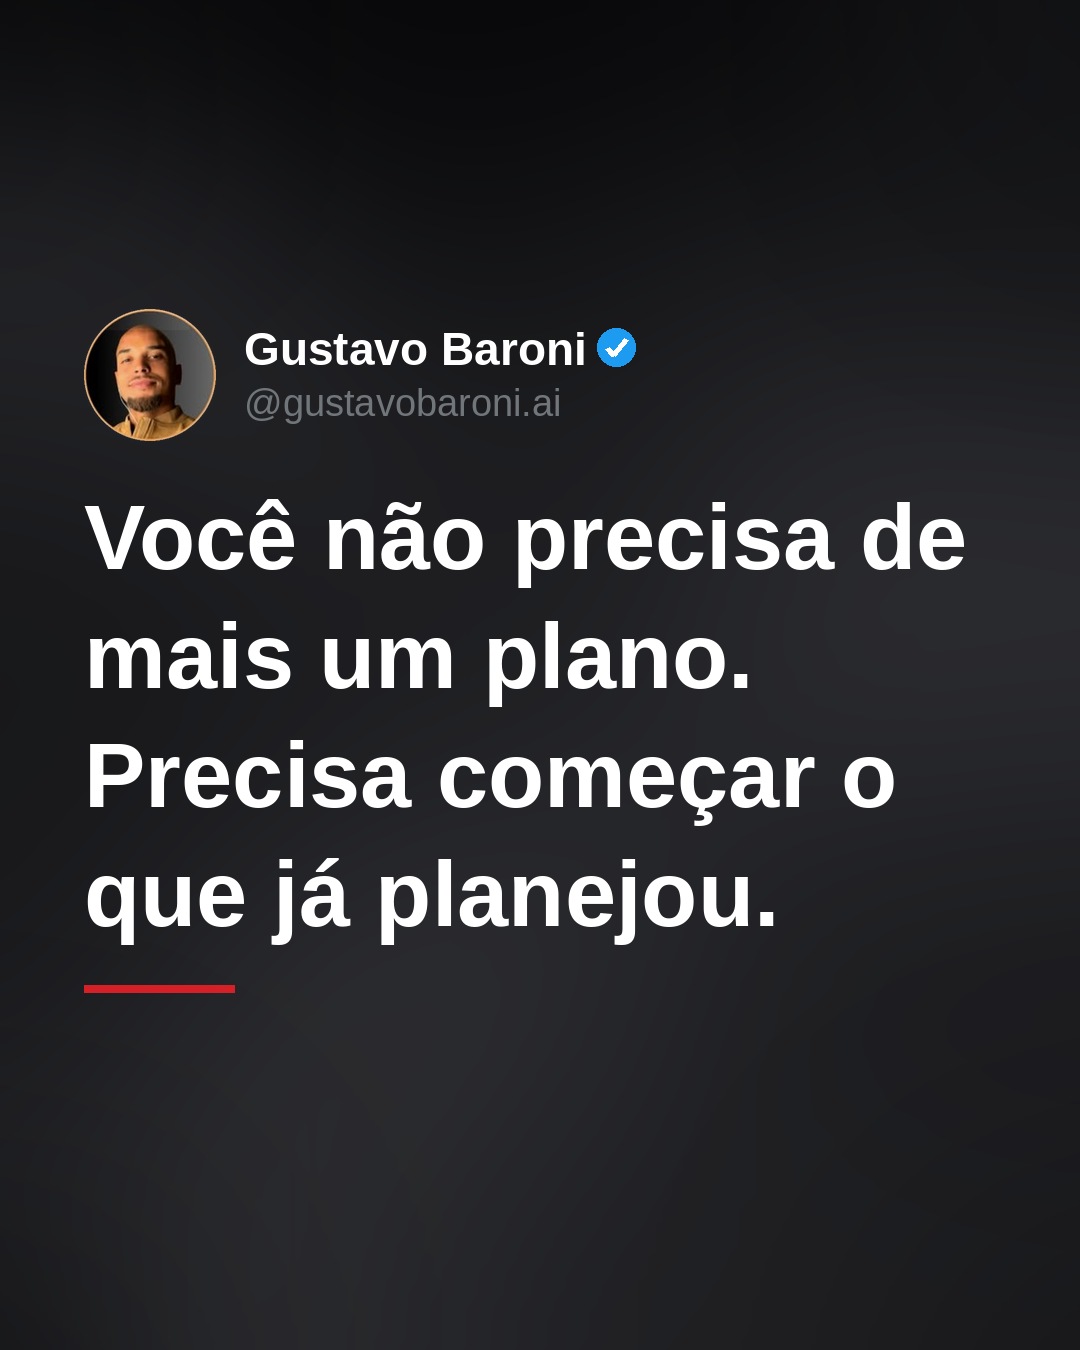 Gustavo Baroni
@gustavobaroni.ai
Você não precisa de
mais um plano.
Precisa começar o
que já planejou.